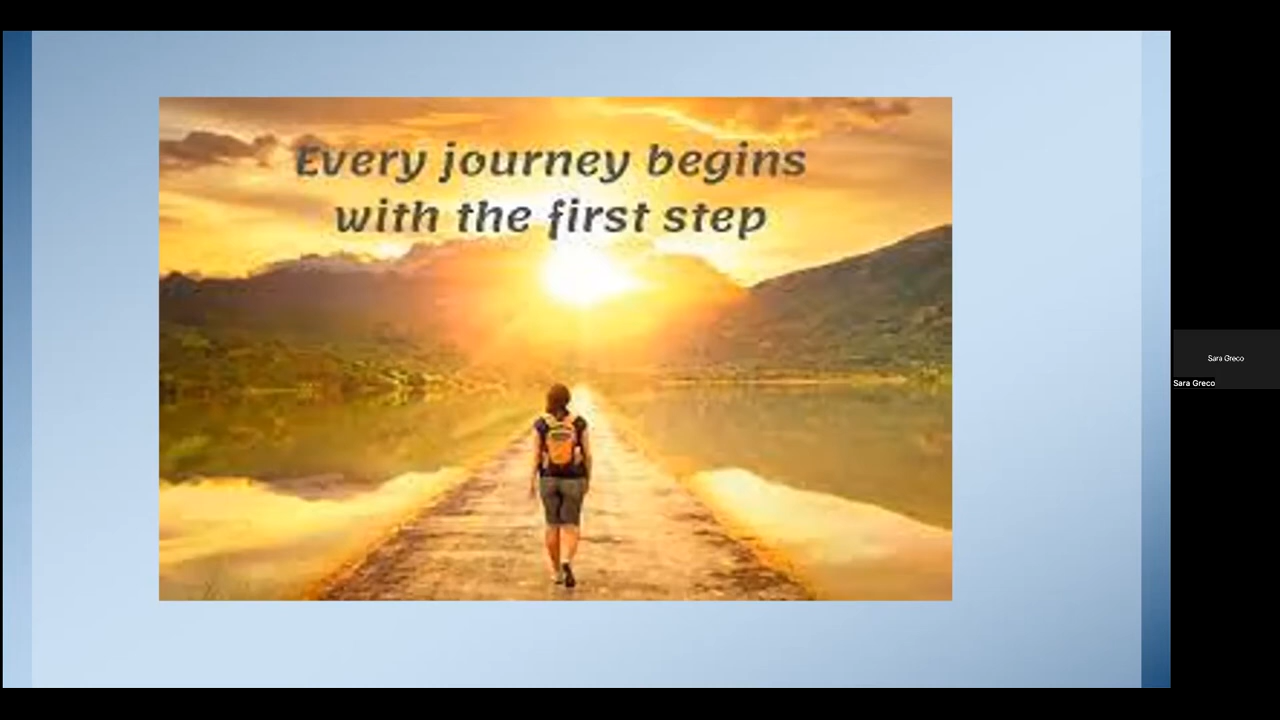 Every journey begins
with the first step
Sara Greco
Sara Greco